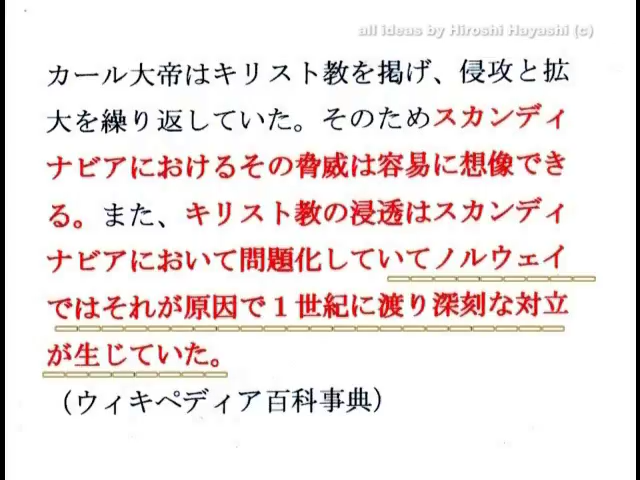 all ideas by Hiroshi Hayashi (c)
カール大帝はキリスト教を掲げ、侵攻と拡
大を繰り返していた。そのためスカンディ
ナビアにおけるその脅威は容易に想像でき
る。また、キリスト教の浸透はスカンディ
ナビアにおいて問題化していてノルウェイ
ではそれが原因で１世紀に渡り深刻な対立
が生じていた。
（ウィキペディア百科事典）